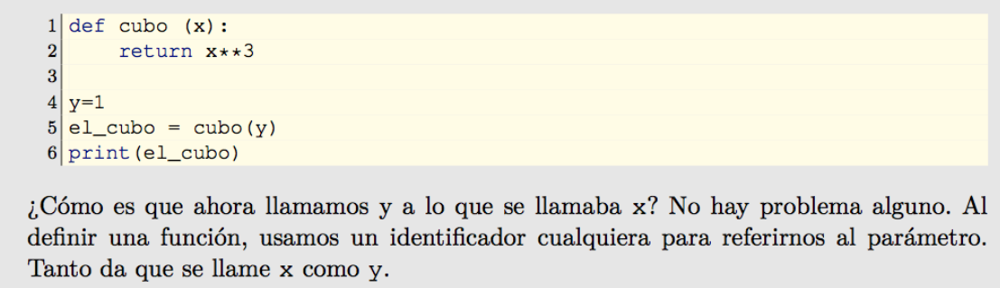 1 def cubo (x):
2     return x**3
3
4 y=1
5 el_cubo = cubo(y)
6 print(el_cubo)
¿Cómo es que ahora llamamos y a lo que se llamaba x? No hay problema alguno. Al
definir una función, usamos un identificador cualquiera para referirnos al parámetro.
Tanto da que se llame x como y.